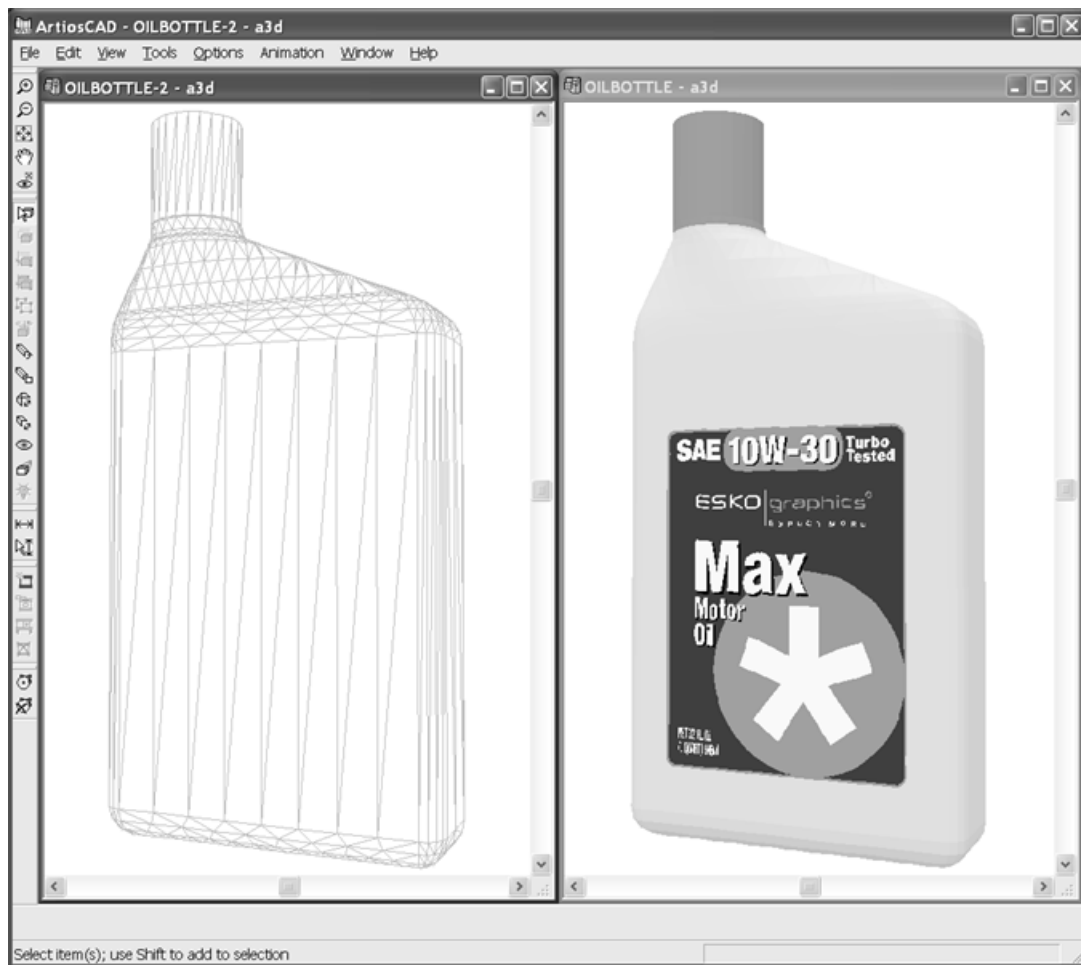 ArtiosCAD - OILBOTTLE-2 - a3d
File Edit View Tools Options Animation Window Help
OILBOTTLE-2 - a3d
OILBOTTLE - a3d
SAE 10W-30 Turbo Tested
ESKO graphics
Max
Motor
Oil
Select item(s); use Shift to add to selection